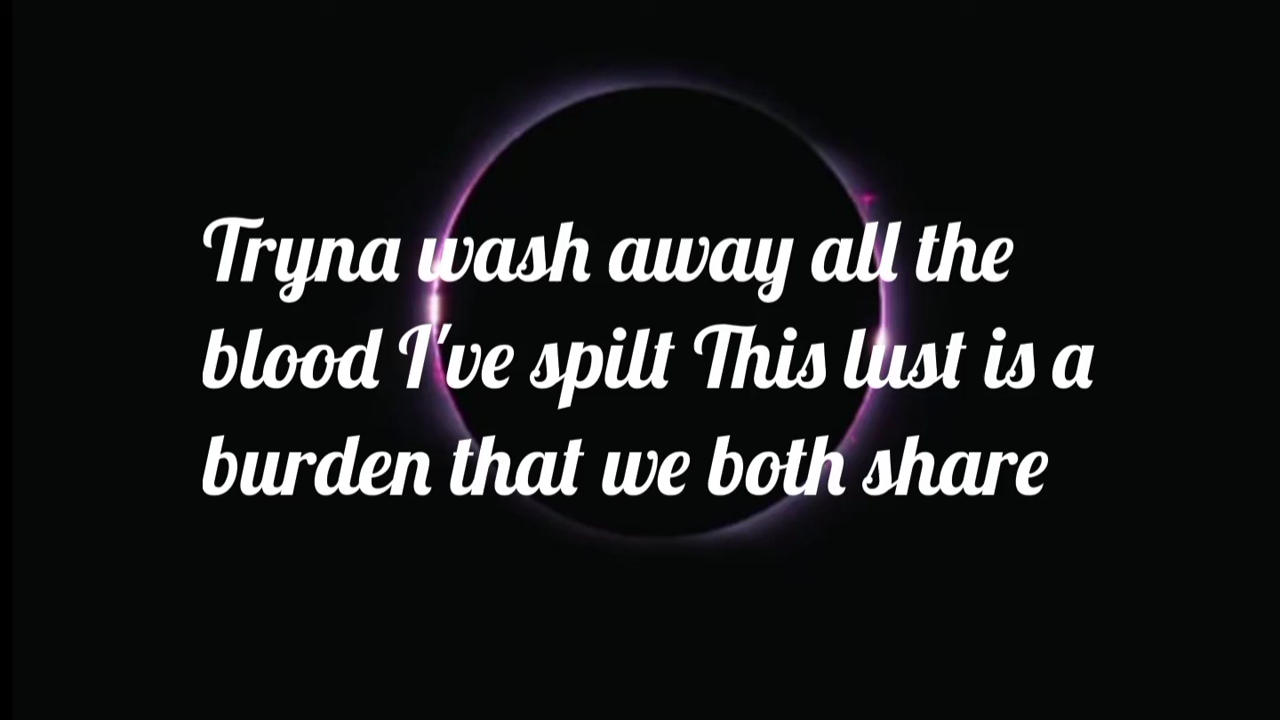 Tryna wash away all the
blood I've spilt This lust is a
burden that we both share